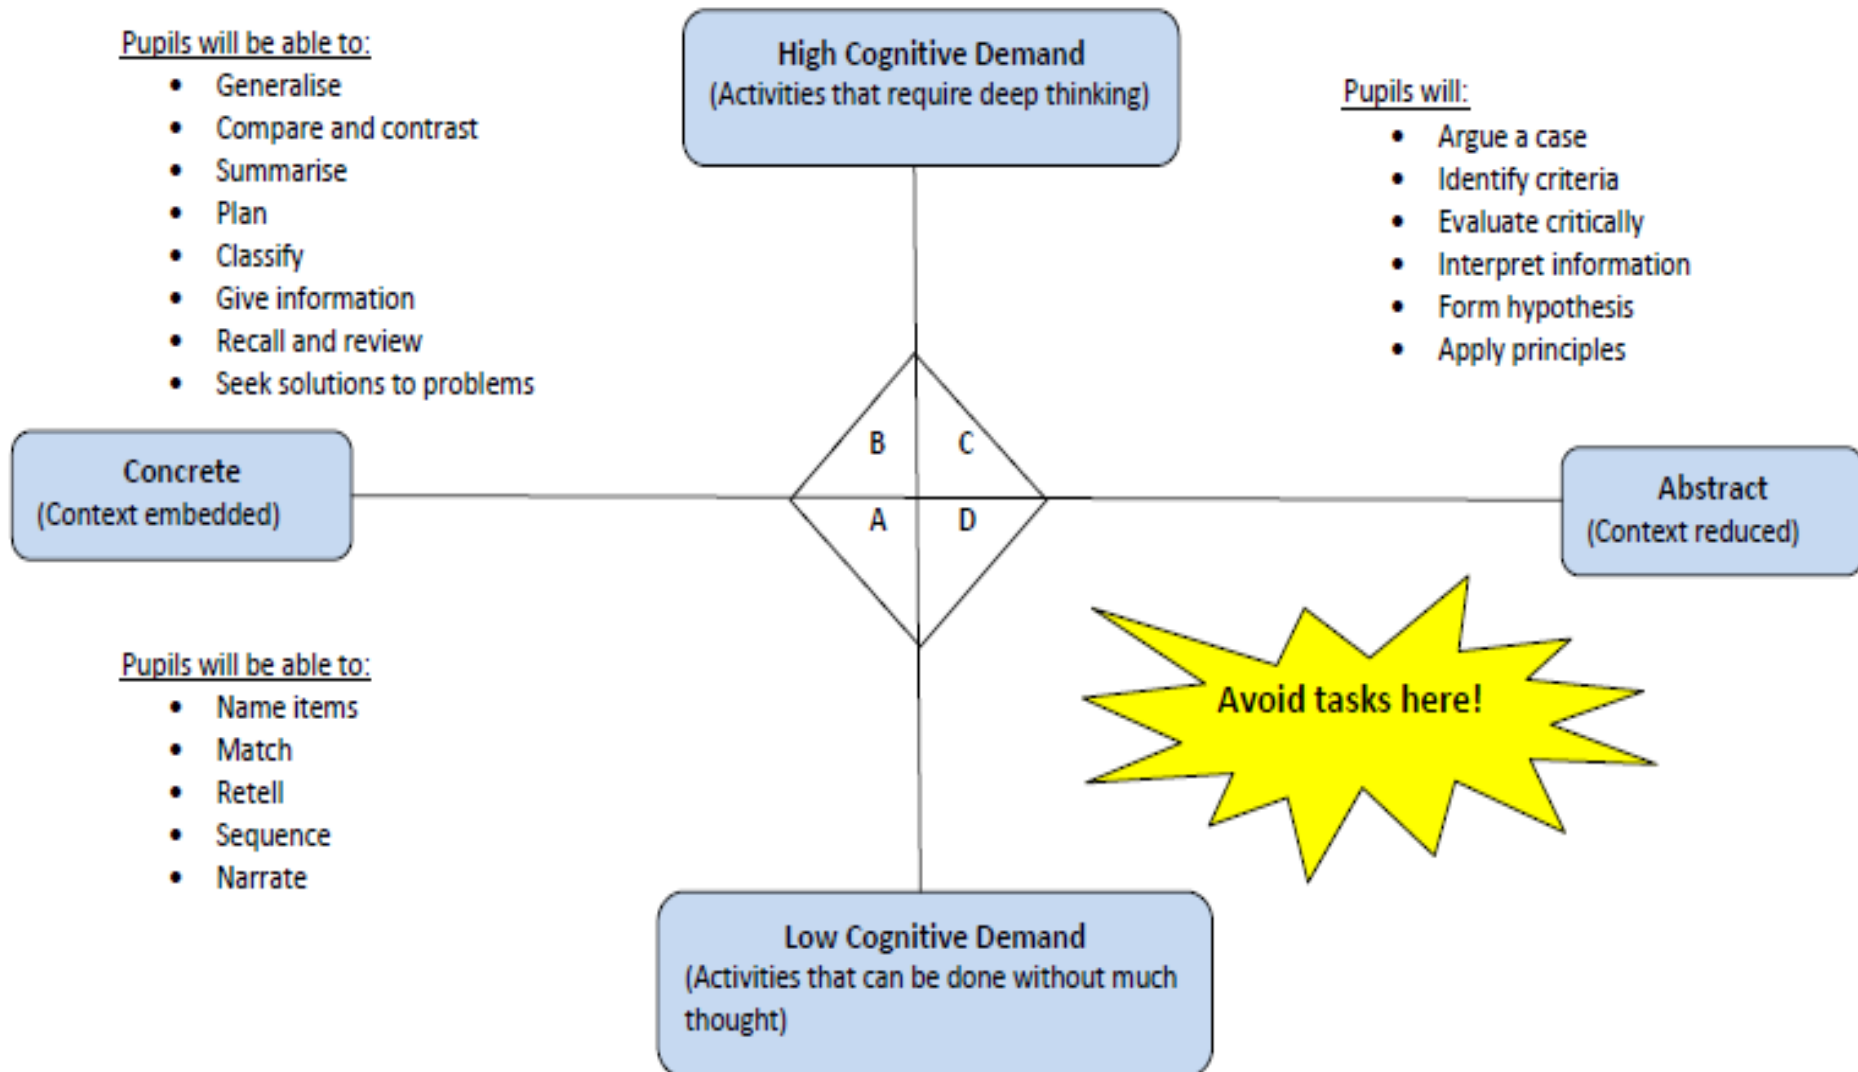 Pupils will be able to:
• Generalise
• Compare and contrast
• Summarise
• Plan
• Classify
• Give information
• Recall and review
• Seek solutions to problems
High Cognitive Demand
(Activities that require deep thinking)
Pupils will:
• Argue a case
• Identify criteria
• Evaluate critically
• Interpret information
• Form hypothesis
• Apply principles
Concrete
(Context embedded)
B
C
A
D
Abstract
(Context reduced)
Pupils will be able to:
• Name items
• Match
• Retell
• Sequence
• Narrate
Avoid tasks here!
Low Cognitive Demand
(Activities that can be done without much
thought)